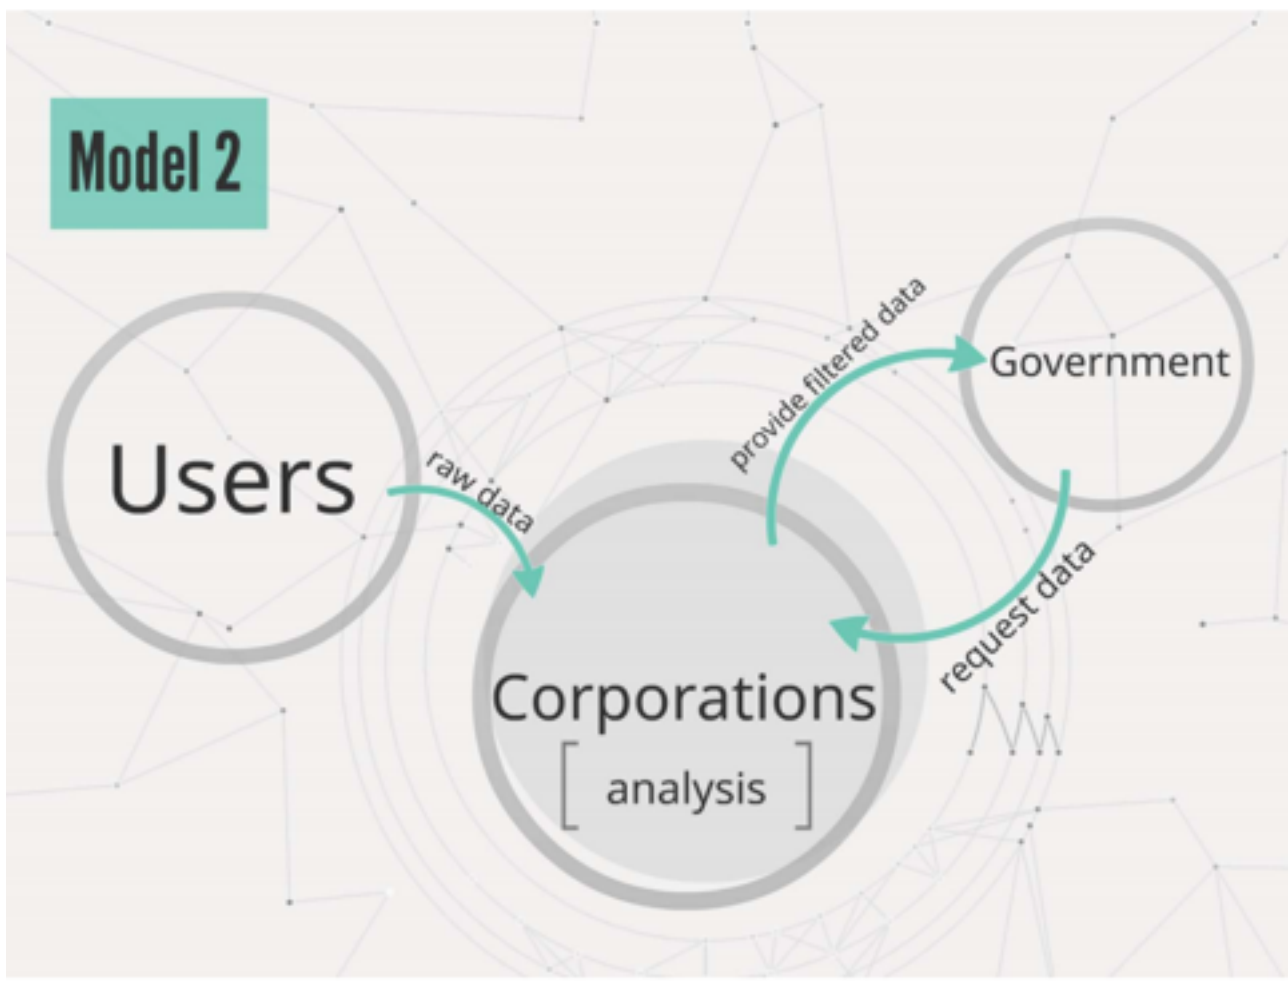 Model 2
Users
raw data
Corporations
[ analysis ]
provide filtered data
Government
request data